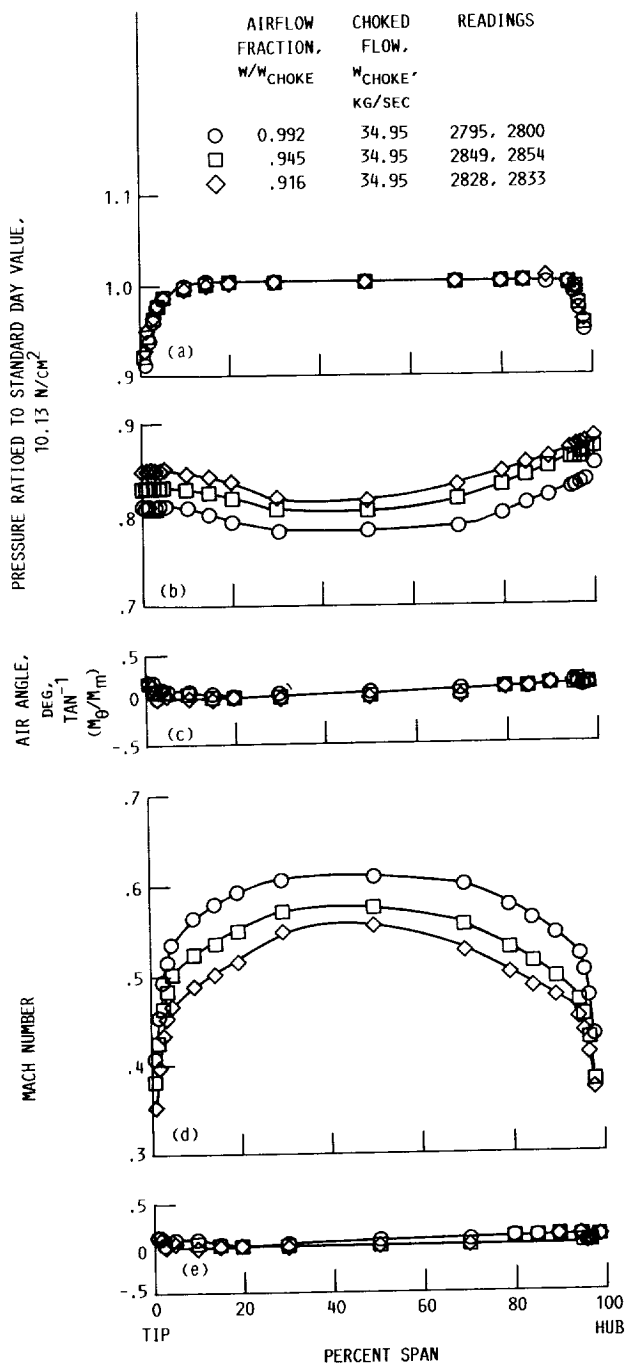 AIRFLOW FRACTION, W/W_CHOKE
CHOKED FLOW, W_CHOKE, KG/SEC
READINGS
0.992 34.95 2795, 2800
.945 34.95 2849, 2854
.916 34.95 2828, 2833
PRESSURE RATIOED TO STANDARD DAY VALUE,
10.13 N/CM²
1.1
1.0
.9
(a)
.9
.8
.7
(b)
AIR ANGLE,
DEG,
TAN⁻¹
(Mθ/Mm)
.5
0
-.5
(c)
MACH NUMBER
.7
.6
.5
.4
.3
(d)
.5
0
-.5
(e)
0 20 40 60 80 100
TIP HUB
PERCENT SPAN